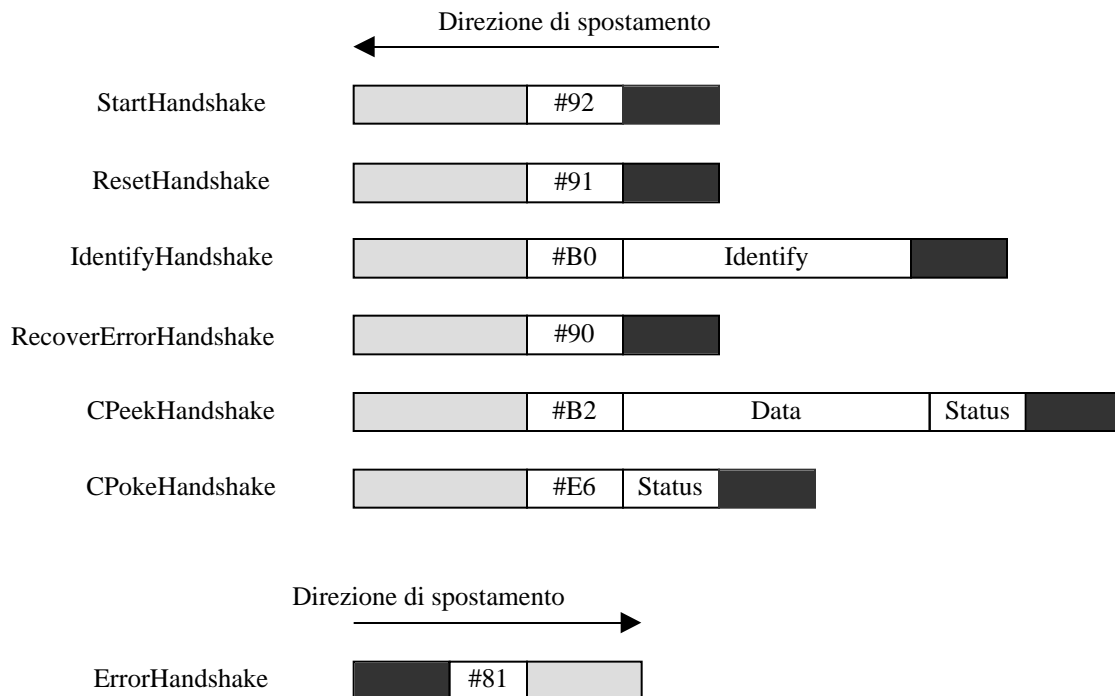 Direzione di spostamento
StartHandshake #92
ResetHandshake #91
IdentifyHandshake #B0 Identify
RecoverErrorHandshake #90
CPeekHandshake #B2 Data Status
CPokeHandshake #E6 Status
Direzione di spostamento
ErrorHandshake #81